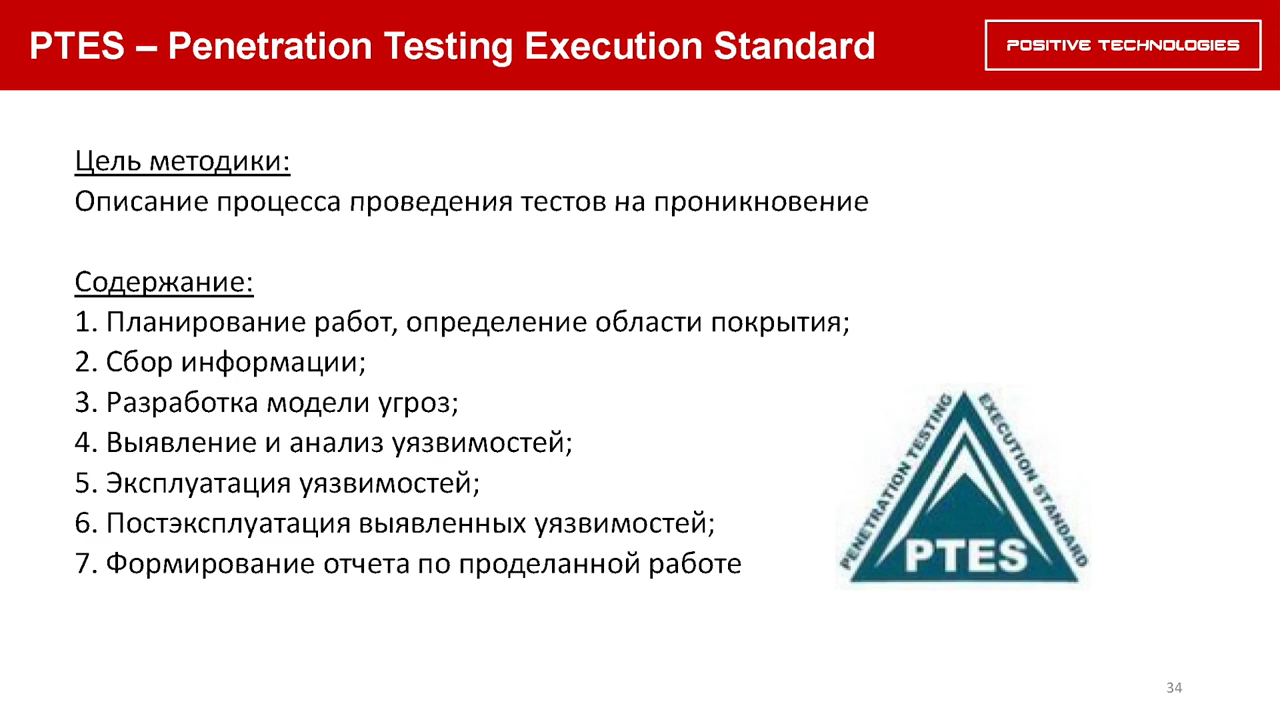 PTES – Penetration Testing Execution Standard
POSITIVE TECHNOLOGIES
Цель методики:
Описание процесса проведения тестов на проникновение
Содержание:
1. Планирование работ, определение области покрытия;
2. Сбор информации;
3. Разработка модели угроз;
4. Выявление и анализ уязвимостей;
5. Эксплуатация уязвимостей;
6. Постэксплуатация выявленных уязвимостей;
7. Формирование отчета по проделанной работе
PENETRATION TESTING
EXECUTION STANDARD
PTES
34